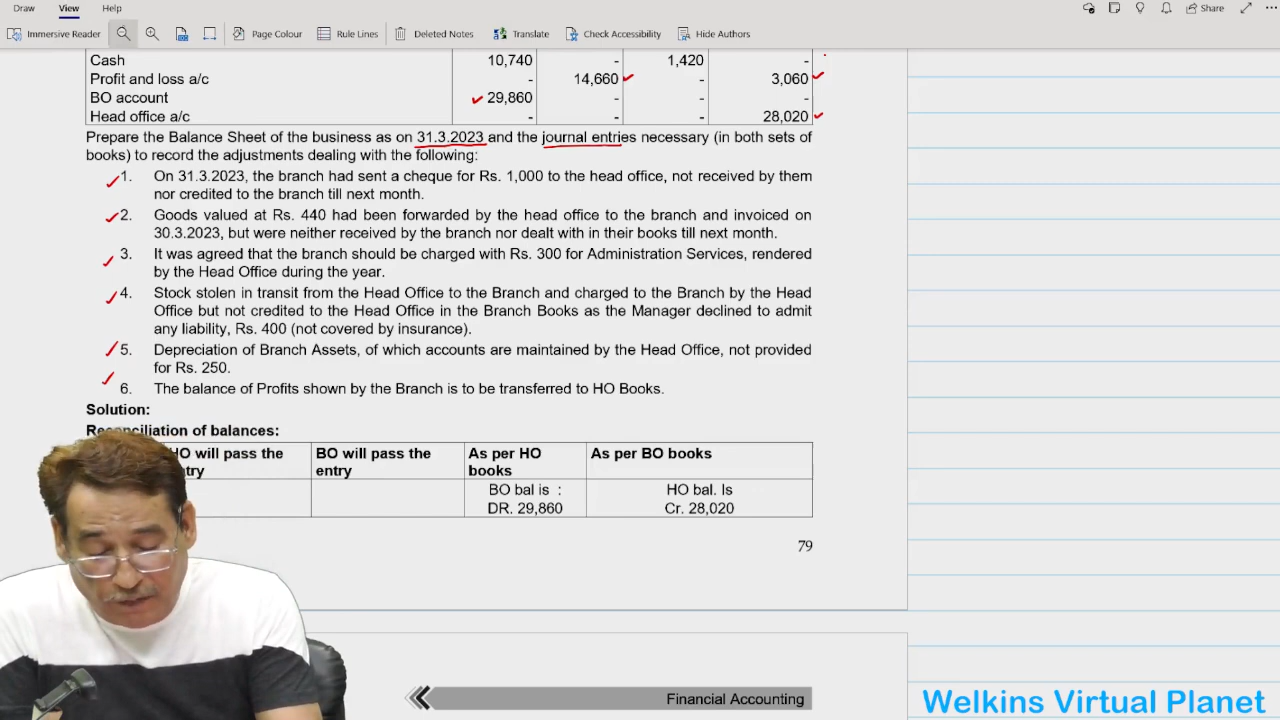 Draw View Help
Immersive Reader Page Colour Rule Lines Deleted Notes Translate Check Accessibility Hide Authors Share
Cash 10,740 - 1,420 -
Profit and loss a/c - 14,660 - 3,060
BO account 29,860 - - -
Head office a/c - - - 28,020
Prepare the Balance Sheet of the business as on 31.3.2023 and the journal entries necessary (in both sets of
books) to record the adjustments dealing with the following:
1. On 31.3.2023, the branch had sent a cheque for Rs. 1,000 to the head office, not received by them
nor credited to the branch till next month.
2. Goods valued at Rs. 440 had been forwarded by the head office to the branch and invoiced on
30.3.2023, but were neither received by the branch nor dealt with in their books till next month.
3. It was agreed that the branch should be charged with Rs. 300 for Administration Services, rendered
by the Head Office during the year.
4. Stock stolen in transit from the Head Office to the Branch and charged to the Branch by the Head
Office but not credited to the Head Office in the Branch Books as the Manager declined to admit
any liability, Rs. 400 (not covered by insurance).
5. Depreciation of Branch Assets, of which accounts are maintained by the Head Office, not provided
for Rs. 250.
6. The balance of Profits shown by the Branch is to be transferred to HO Books.
Solution:
of balances:
will pass the BO will pass the As per HO As per BO books
entry books
BO bal is : HO bal. Is
DR. 29,860 Cr. 28,020
79
Financial Accounting
Welkins Virtual Planet